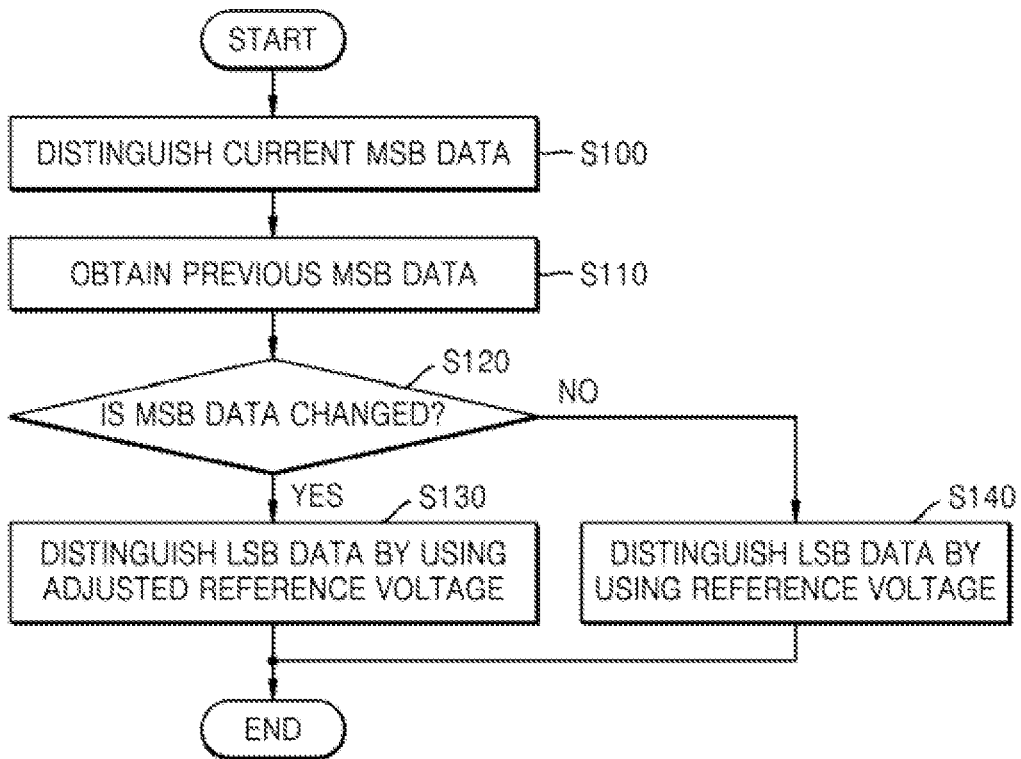 START
DISTINGUISH CURRENT MSB DATA
S100
OBTAIN PREVIOUS MSB DATA
S110
S120
IS MSB DATA CHANGED?
NO
YES
S130
DISTINGUISH LSB DATA BY USING
ADJUSTED REFERENCE VOLTAGE
S140
DISTINGUISH LSB DATA BY
USING REFERENCE VOLTAGE
END